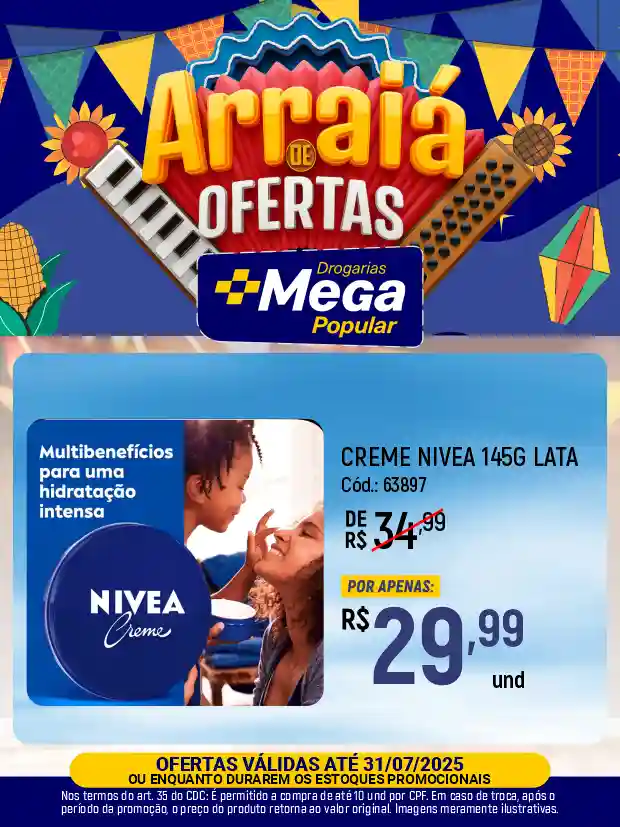 Arraiá
DE
OFERTAS
Drogarias
Mega
Popular
Multibenefícios
para uma
hidratação
intensa
NIVEA
Creme
CREME NIVEA 145G LATA
Cód.: 63897
DE
R$ 34,99
POR APENAS:
R$ 29,99
und
OFERTAS VÁLIDAS ATÉ 31/07/2025
OU ENQUANTO DURAREM OS ESTOQUES PROMOCIONAIS
Nos termos do art. 35 do CDC: É permitido a compra de até 10 und por CPF. Em caso de troca, após o
período da promoção, o preço do produto retorna ao valor original. Imagens meramente ilustrativas.